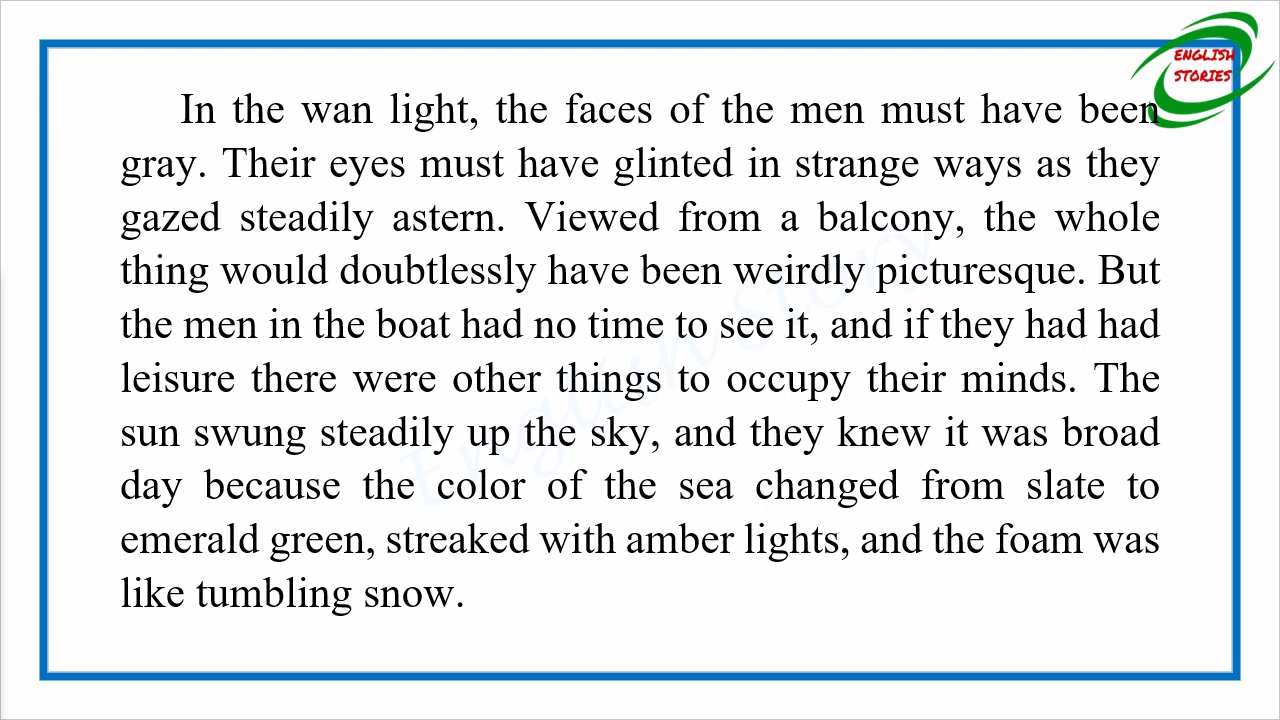 ENGLISH
STORIES
In the wan light, the faces of the men must have been
gray. Their eyes must have glinted in strange ways as they
gazed steadily astern. Viewed from a balcony, the whole
thing would doubtlessly have been weirdly picturesque. But
the men in the boat had no time to see it, and if they had had
leisure there were other things to occupy their minds. The
sun swung steadily up the sky, and they knew it was broad
day because the color of the sea changed from slate to
emerald green, streaked with amber lights, and the foam was
like tumbling snow.
English Story